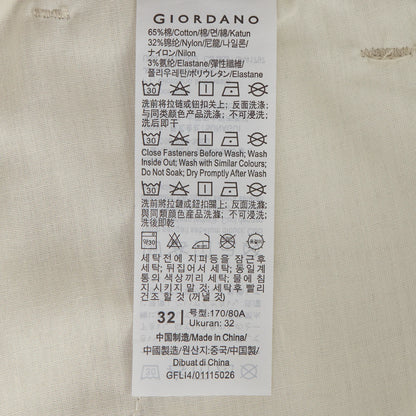 GIORDANO
65%棉/Cotton/棉/면/綿/Katun
32%锦纶/Nylon/尼龍/나일론/
ナイロン/Nilon
3%氨纶/Elastane/彈性纖維/
폴리우레탄/ポリウレタン/Elastane
洗前将拉链或钮扣关上; 反面洗涤;
与同类颜色产品洗涤; 不可浸洗;
洗后即干
Close Fasteners Before Wash; Wash
Inside Out; Wash with Similar Colours;
Do Not Soak; Dry Promptly After Wash
洗前將拉鏈或鈕扣關上; 反面洗滌;
與同類顏色產品洗滌; 不可浸洗;
洗後即乾
세탁전에 지퍼등을 잠근후
세탁; 뒤집어서 세탁; 동일계
통의 색상끼리 세탁; 물에 침
지시키지 말 것; 세탁후 빨리
건조 할 것 (꺼낼 것)
32 号型:170/80A
Ukuran: 32
中国制造/Made in China/
中國製造/원산지:중국/中国製/
Dibuat di China
GFLI4/01115026